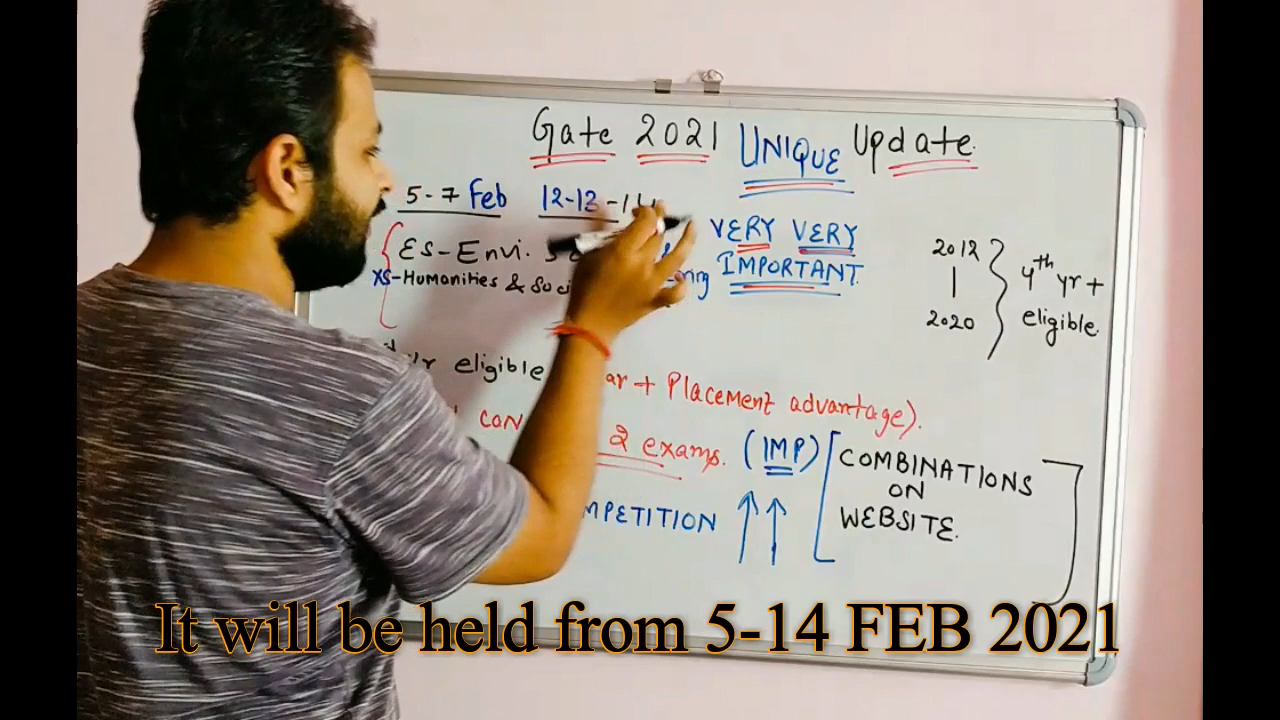 Gate 2021 UNIQUE Update
5-7 Feb 12-13-14
VERY VERY
IMPORTANT
ES-Envi.
XS-Humanities & Soci
2012
|
2020
4th yr +
eligible.
yr eligible
+ Placement advantage).
CON
2 exams. (IMP)
COMBINATIONS
ON
WEBSITE.
MPETITION
It will be held from 5-14 FEB 2021